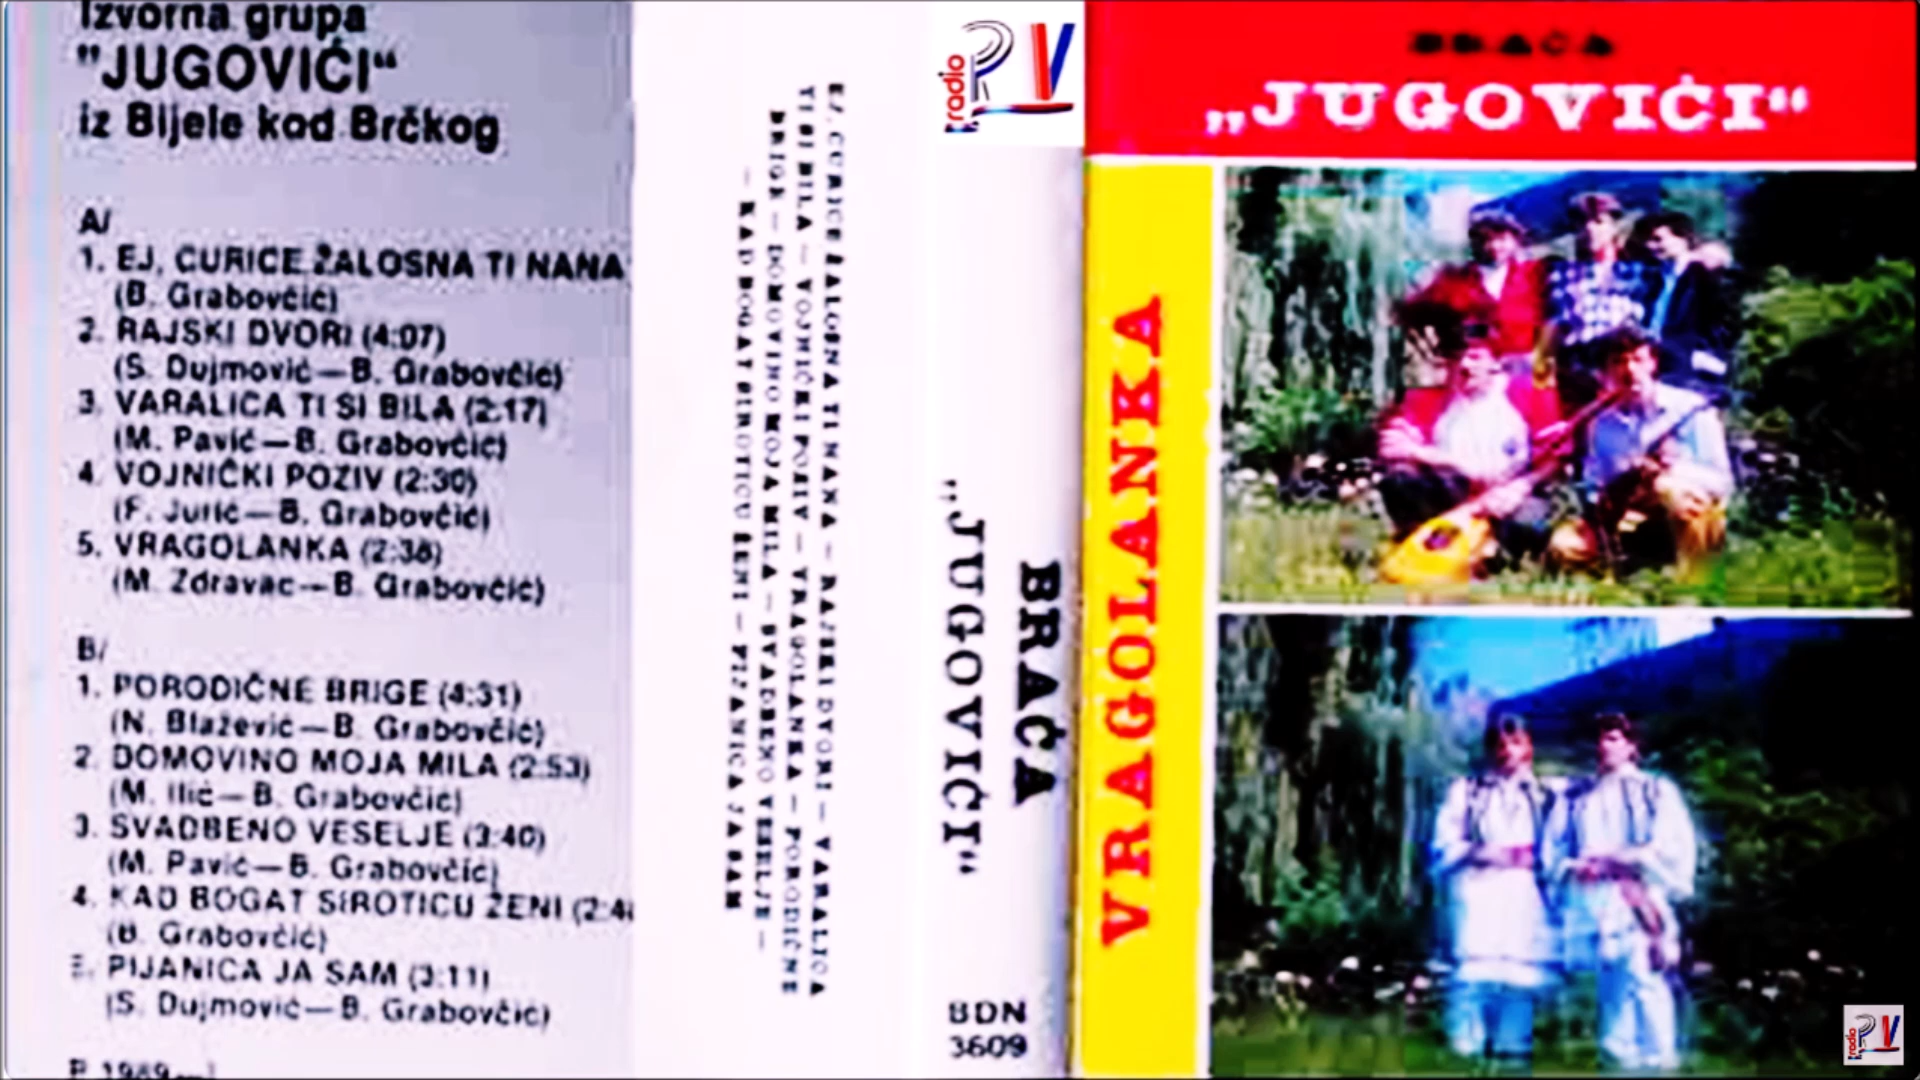 Izvorna grupa
"JUGOVIĆI“
iz Bijele kod Brčkog
A/
1. EJ, CURICE ŽALOSNA TI NANA
(B. Grabovčić)
2. RAJSKI DVORI (4:07)
(S. Dujmović—B. Grabovčić)
3. VARALICA TI SI BILA (2:17)
(M. Pavić—B. Grabovčić)
4. VOJNIČKI POZIV (2:30)
(F. Jurić—B. Grabovčić)
5. VRAGOLANKA (2:38)
(M. Zdravac—B. Grabovčić)
B/
1. PORODIČNE BRIGE (4:31)
(N. Blažević—B. Grabovčić)
2. DOMOVINO MOJA MILA (2:53)
(M. Ilić—B. Grabovčić)
3. SVADBENO VESELJE (3:40)
(M. Pavić—B. Grabovčić)
4. KAD BOGAT SIROTICU ŽENI (2:4
(B. Grabovčić)
PIJANICA JA SAM (3:11)
(S. Dujmović—B. Grabovčić)
P 1989
EJ, CURICE ŽALOSNA TI NANA — RAJSKI DVORI — VARALICA
TI SI BILA — VOJNIČKI POZIV — VRAGOLANKA — PORODIČNE
BRIGE — DOMOVINO MOJA MILA — SVADBENO VESELJE —
— KAD BOGAT SIROTICU ŽENI — PIJANICA JA SAM
radio PV
BRAĆA
„JUGOVIĆI“
BDN
3609
BRAĆA
„JUGOVIĆI“
VRAGOLANKA
radio PV